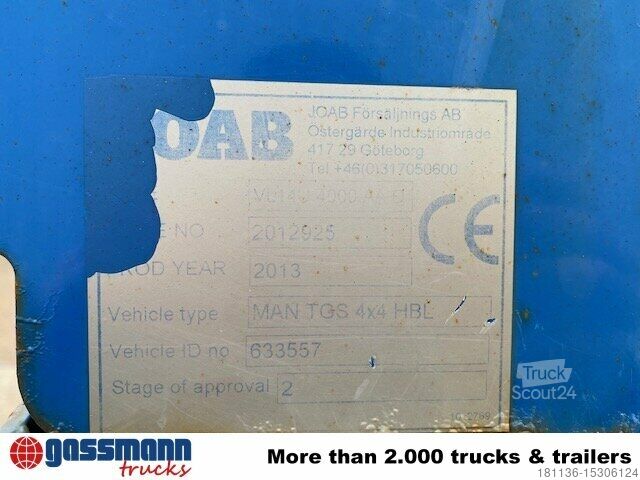 OAB
JOAB Försäljnings AB
Östergärde Industriområde
417 29 Göteborg
Tel +46(0)317050600
NO 2012925
PROD YEAR 2013
CE
Vehicle type MAN TGS 4x4 HBL
Vehicle ID no 633557
Stage of approval 2
Truck
Scout24
gassmann
trucks
More than 2.000 trucks & trailers
181136-15306124